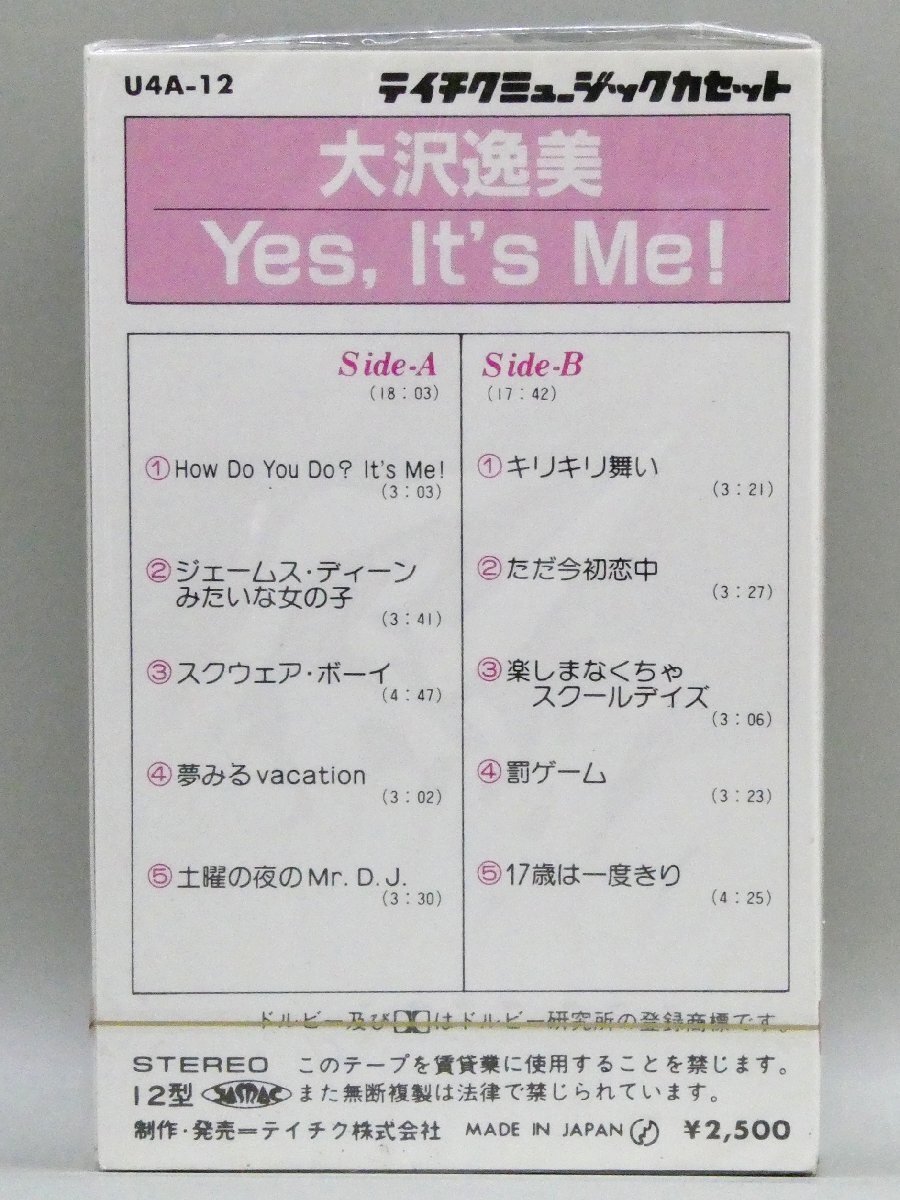 U4A-12
テイチクミュージックカセット
大沢逸美
Yes, It's Me!
Side-A
(18:03)
① How Do You Do? It's Me!
(3:03)
② ジェームス・ディーン
みたいな女の子
(3:41)
③ スクウェア・ボーイ
(4:47)
④ 夢みるvacation
(3:02)
⑤ 土曜の夜のMr. D. J.
(3:30)
Side-B
(17:42)
① キリキリ舞い
(3:21)
② ただ今初恋中
(3:27)
③ 楽しまなくちゃ
スクールデイズ
(3:06)
④ 罰ゲーム
(3:23)
⑤ 17歳は一度きり
(4:25)
ドルビー及びはドルビー研究所の登録商標です。
STEREO このテープを賃貸業に使用することを禁じます。
12型 JASRAC また無断複製は法律で禁じられています。
制作・発売=テイチク株式会社 MADE IN JAPAN ¥2,500